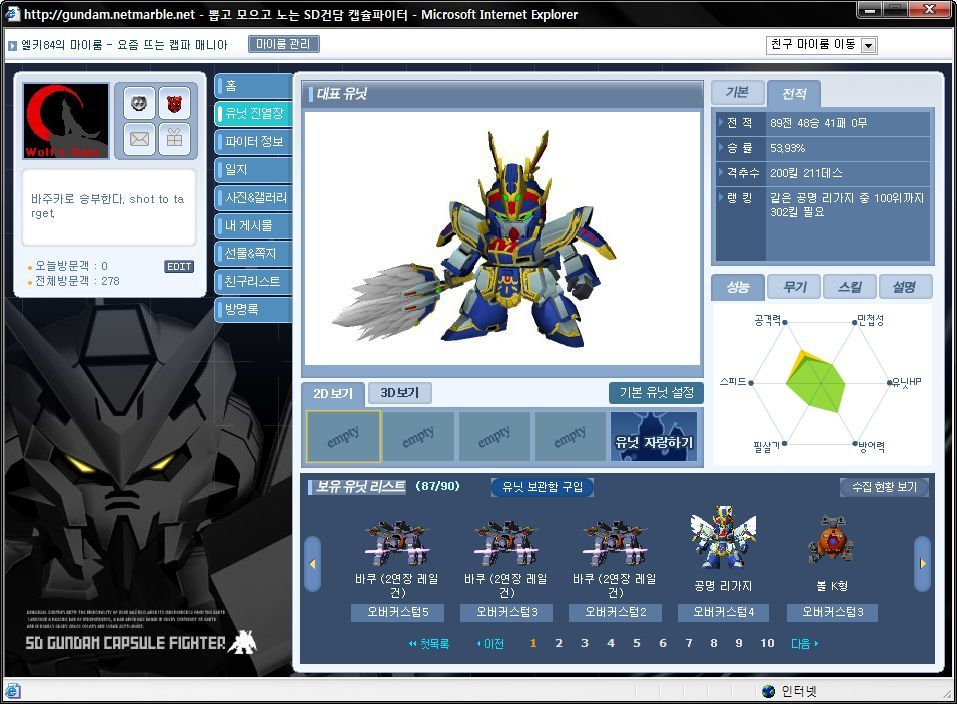 http://gundam.netmarble.net - 뽑고 모으고 노는 SD건담 캡슐파이터 - Microsoft Internet Explorer
엘키84의 마이룸 - 요즘 뜨는 캡파 매니아
마이룸 관리
친구 마이룸 이동
Wolf's Rain
바주카로 승부한다, shot to ta
rget,
오늘방문객 : 0
EDIT
전체방문객 : 278
홈
유닛 진열장
파이터 정보
일지
사진&갤러리
내 게시물
선물&쪽지
친구리스트
방명록
대표 유닛
2D보기
3D보기
기본 유닛 설정
empty
empty
empty
empty
유닛 자랑하기
기본
전적
전 적
89전 48승 41패 0무
승 률
53,93%
격추수
200킬 211데스
랭 킹
같은 공명 리가지 중 100위까지
302킬 필요
성능
무기
스킬
설명
공격력
민첩성
스피드
유닛HP
필살기
방어력
보유 유닛 리스트 (87/90)
유닛 보관함 구입
수집 현황 보기
바쿠 (2연장 레일
건)
오버커스텀5
바쿠 (2연장 레일
건)
오버커스텀3
바쿠 (2연장 레일
건)
오버커스텀2
공명 리가지
오버커스텀4
볼 K형
오버커스텀3
첫목록 이전 1 2 3 4 5 6 7 8 9 10 다음
SD GUNDAM CAPSULE FIGHTER
인터넷